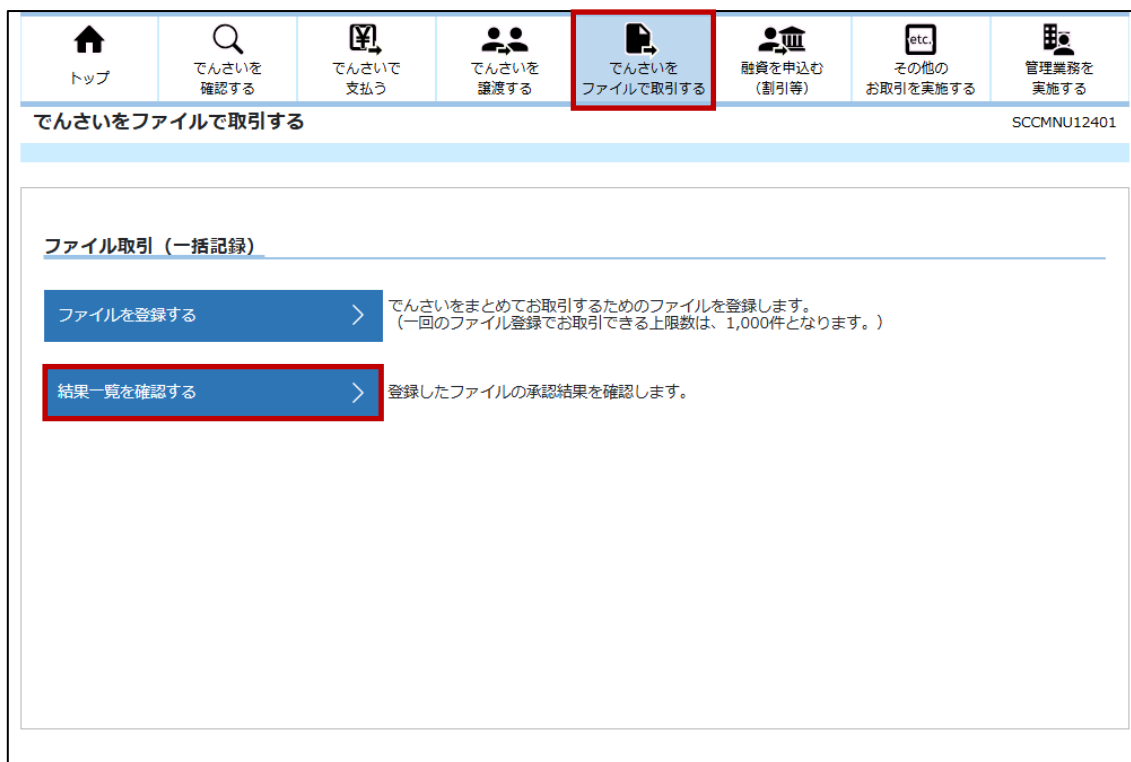 トップ
でんさいを
確認する
でんさいで
支払う
でんさいを
譲渡する
でんさいを
ファイルで取引する
融資を申込む
(割引等)
etc.
その他の
お取引を実施する
管理業務を
実施する
でんさいをファイルで取引する
SCCMNU12401
ファイル取引（一括記録）
ファイルを登録する
でんさいをまとめてお取引するためのファイルを登録します。
（一回のファイル登録でお取引できる上限数は、1,000件となります。）
結果一覧を確認する
登録したファイルの承認結果を確認します。